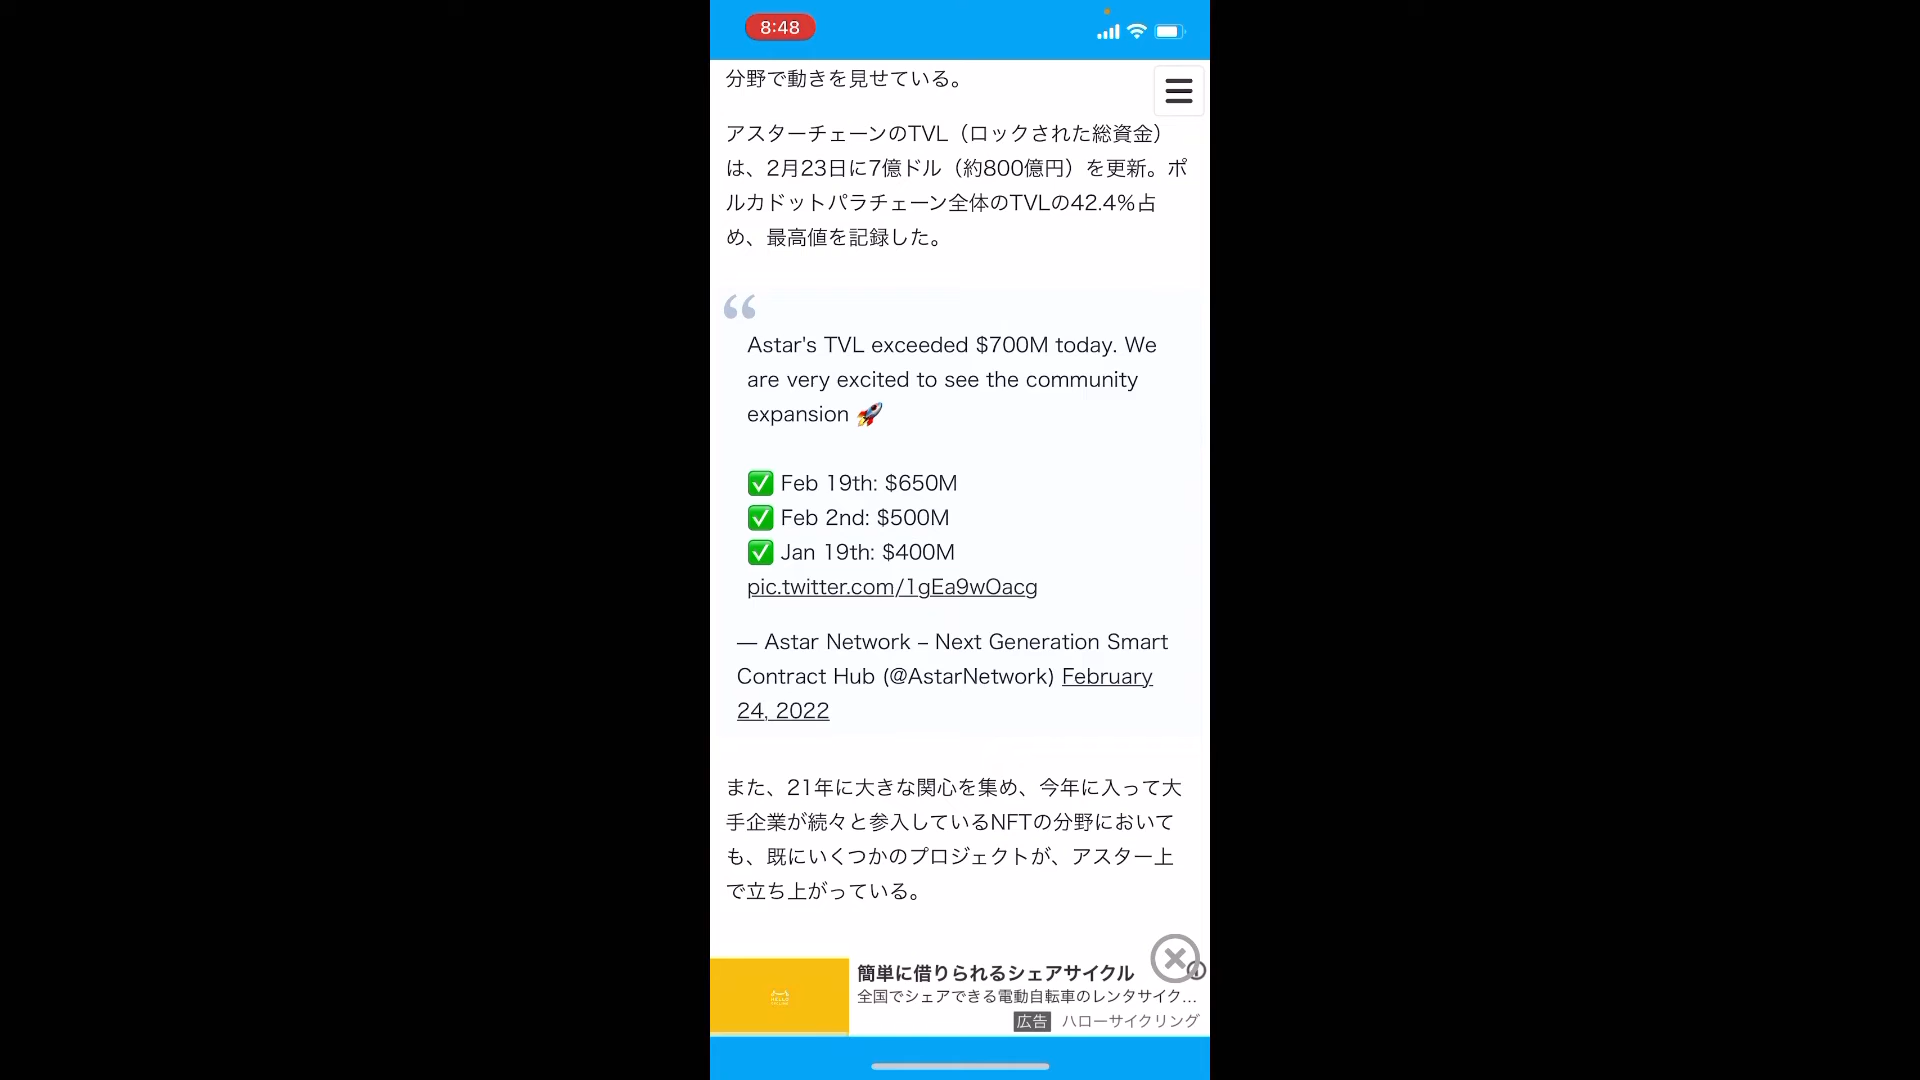 8:48
分野で動きを見せている。
アスターチェーンのTVL（ロックされた総資金）
は、2月23日に7億ドル（約800億円）を更新。ポ
ルカドットパラチェーン全体のTVLの42.4%占
め、最高値を記録した。
“
Astar's TVL exceeded $700M today. We
are very excited to see the community
expansion 🚀
✅ Feb 19th: $650M
✅ Feb 2nd: $500M
✅ Jan 19th: $400M
pic.twitter.com/1gEa9wOacg
— Astar Network – Next Generation Smart
Contract Hub (@AstarNetwork) February
24, 2022
また、21年に大きな関心を集め、今年に入って大
手企業が続々と参入しているNFTの分野において
も、既にいくつかのプロジェクトが、アスター上
で立ち上がっている。
簡単に借りられるシェアサイクル
全国でシェアできる電動自転車のレンタサイク...
広告 ハローサイクリング